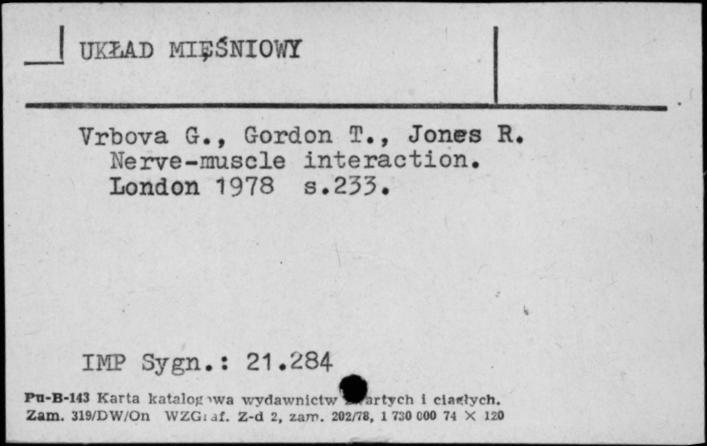 UKŁAD MIĘŚNIOWY
Vrbova G., Gordon T., Jones R.
Nerve-muscle interaction.
London 1978 s.233.
IMP Sygn.: 21.284
Pu-B-143 Karta katalogowa wydawnictw zwartych i ciągłych.
Zam. 319/DW/On WZGraf. Z-d 2, zam. 202/78, 1 730 000 74 × 120